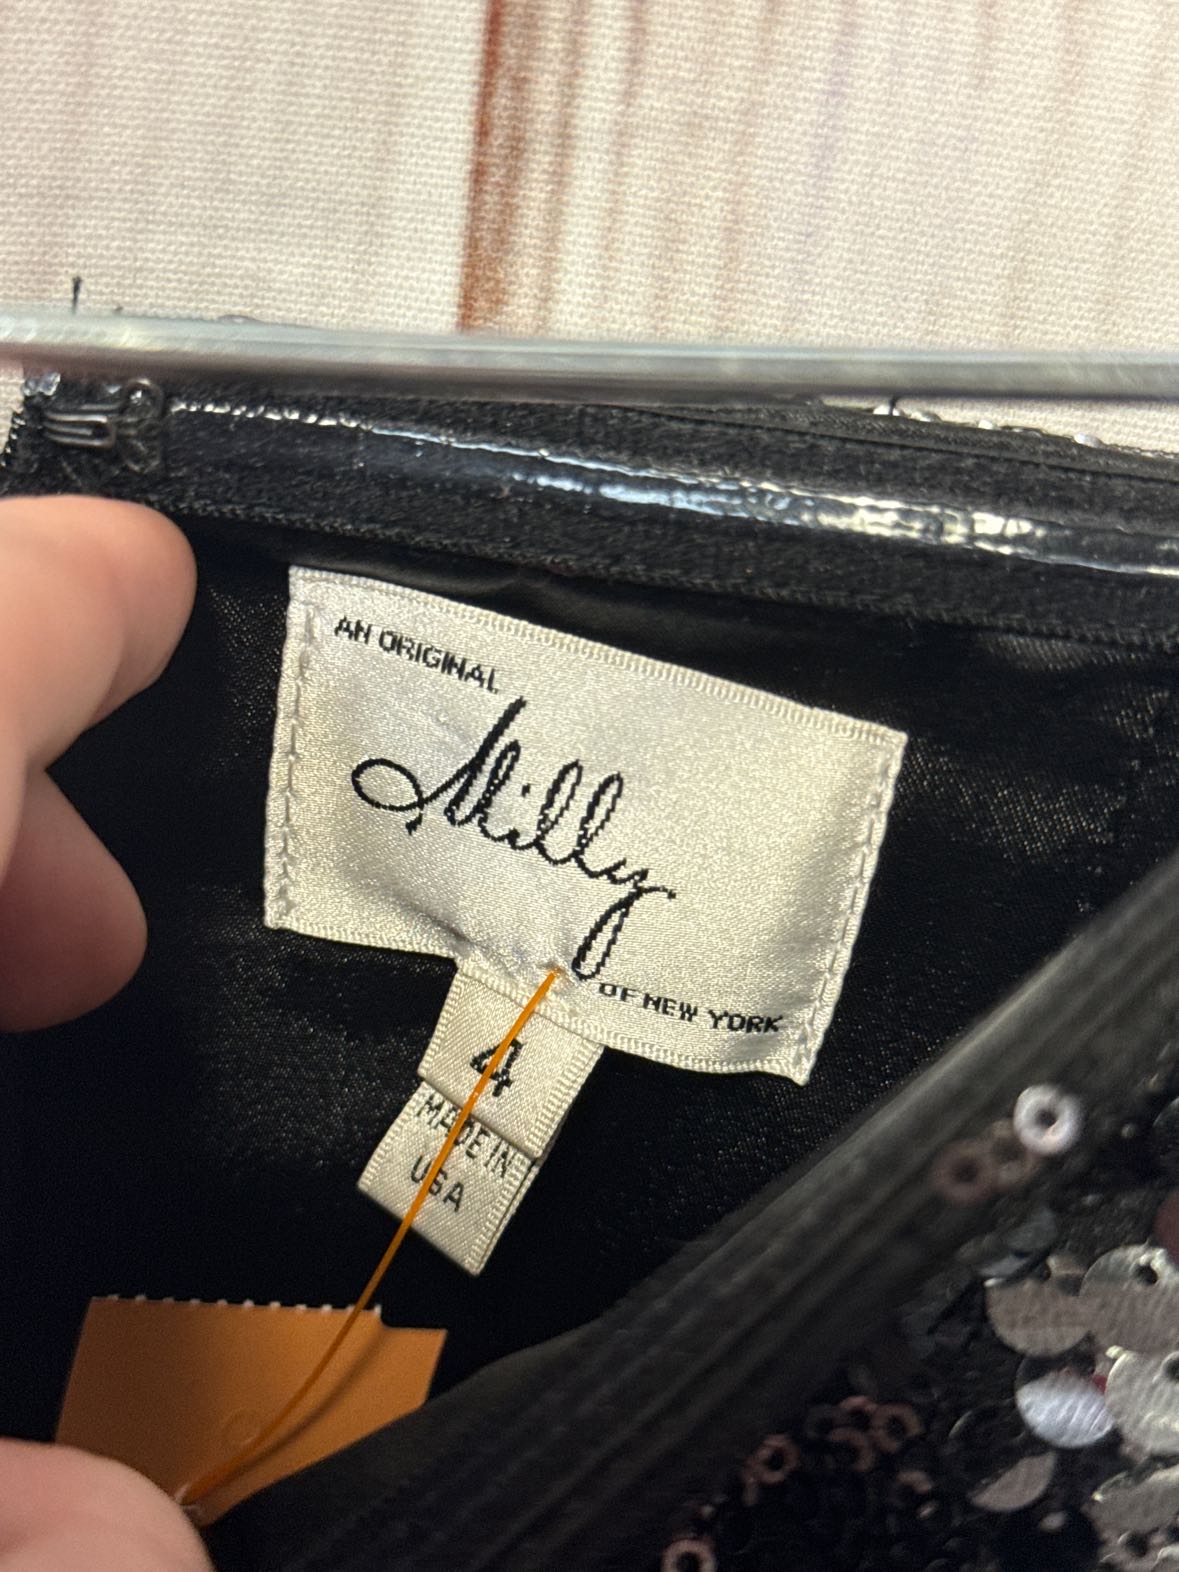 AN ORIGINAL
Milly
OF NEW YORK
4
MADE IN
USA